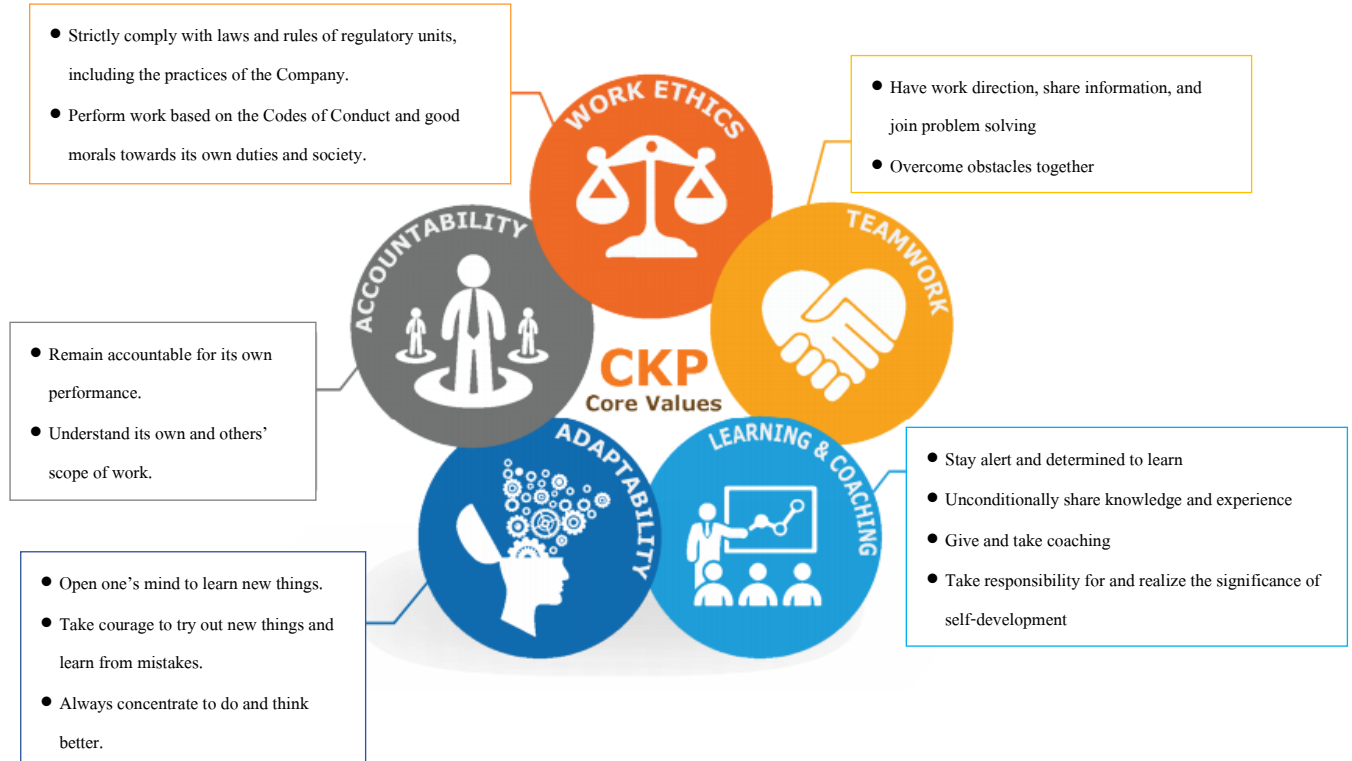 ● Strictly comply with laws and rules of regulatory units,
including the practices of the Company.
● Perform work based on the Codes of Conduct and good
morals towards its own duties and society.
WORK ETHICS
● Have work direction, share information, and
join problem solving
● Overcome obstacles together
TEAMWORK
ACCOUNTABILITY
● Remain accountable for its own
performance.
● Understand its own and others’
scope of work.
CKP
Core Values
LEARNING & COACHING
● Stay alert and determined to learn
● Unconditionally share knowledge and experience
● Give and take coaching
● Take responsibility for and realize the significance of
self-development
ADAPTABILITY
● Open one’s mind to learn new things.
● Take courage to try out new things and
learn from mistakes.
● Always concentrate to do and think
better.